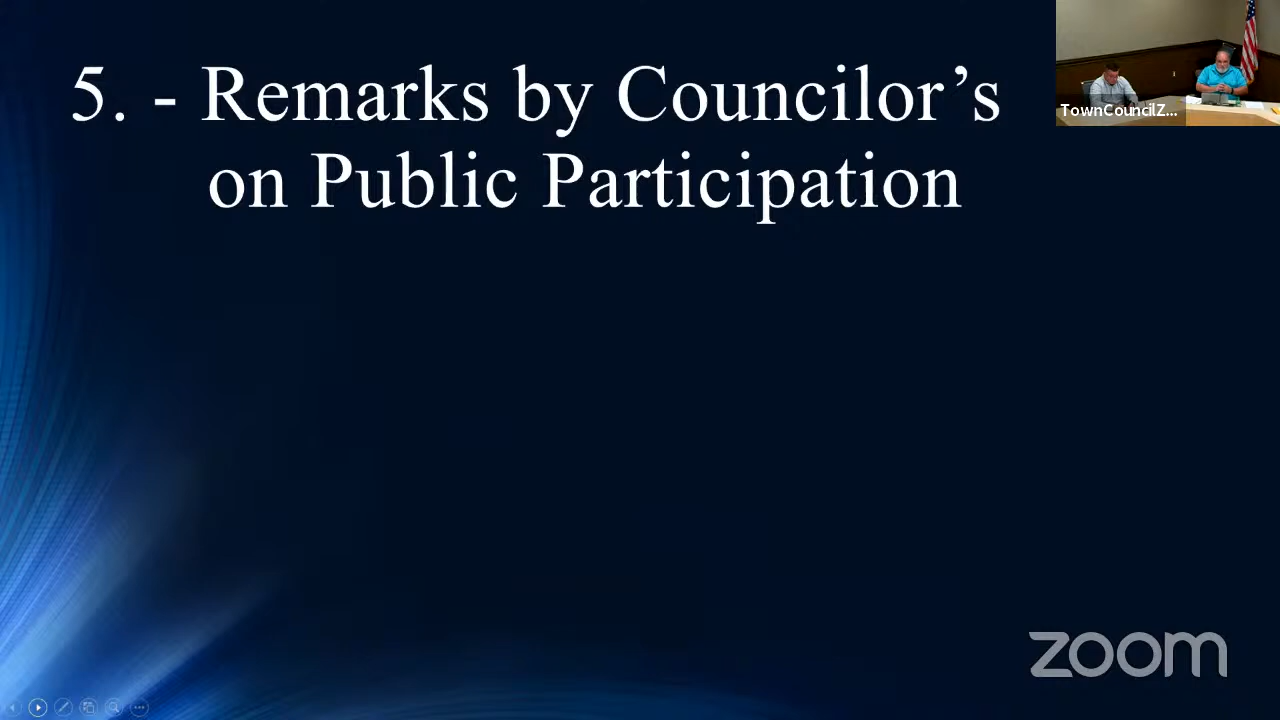 5. - Remarks by Councilor’s
on Public Participation
TownCouncilZ...
zoom